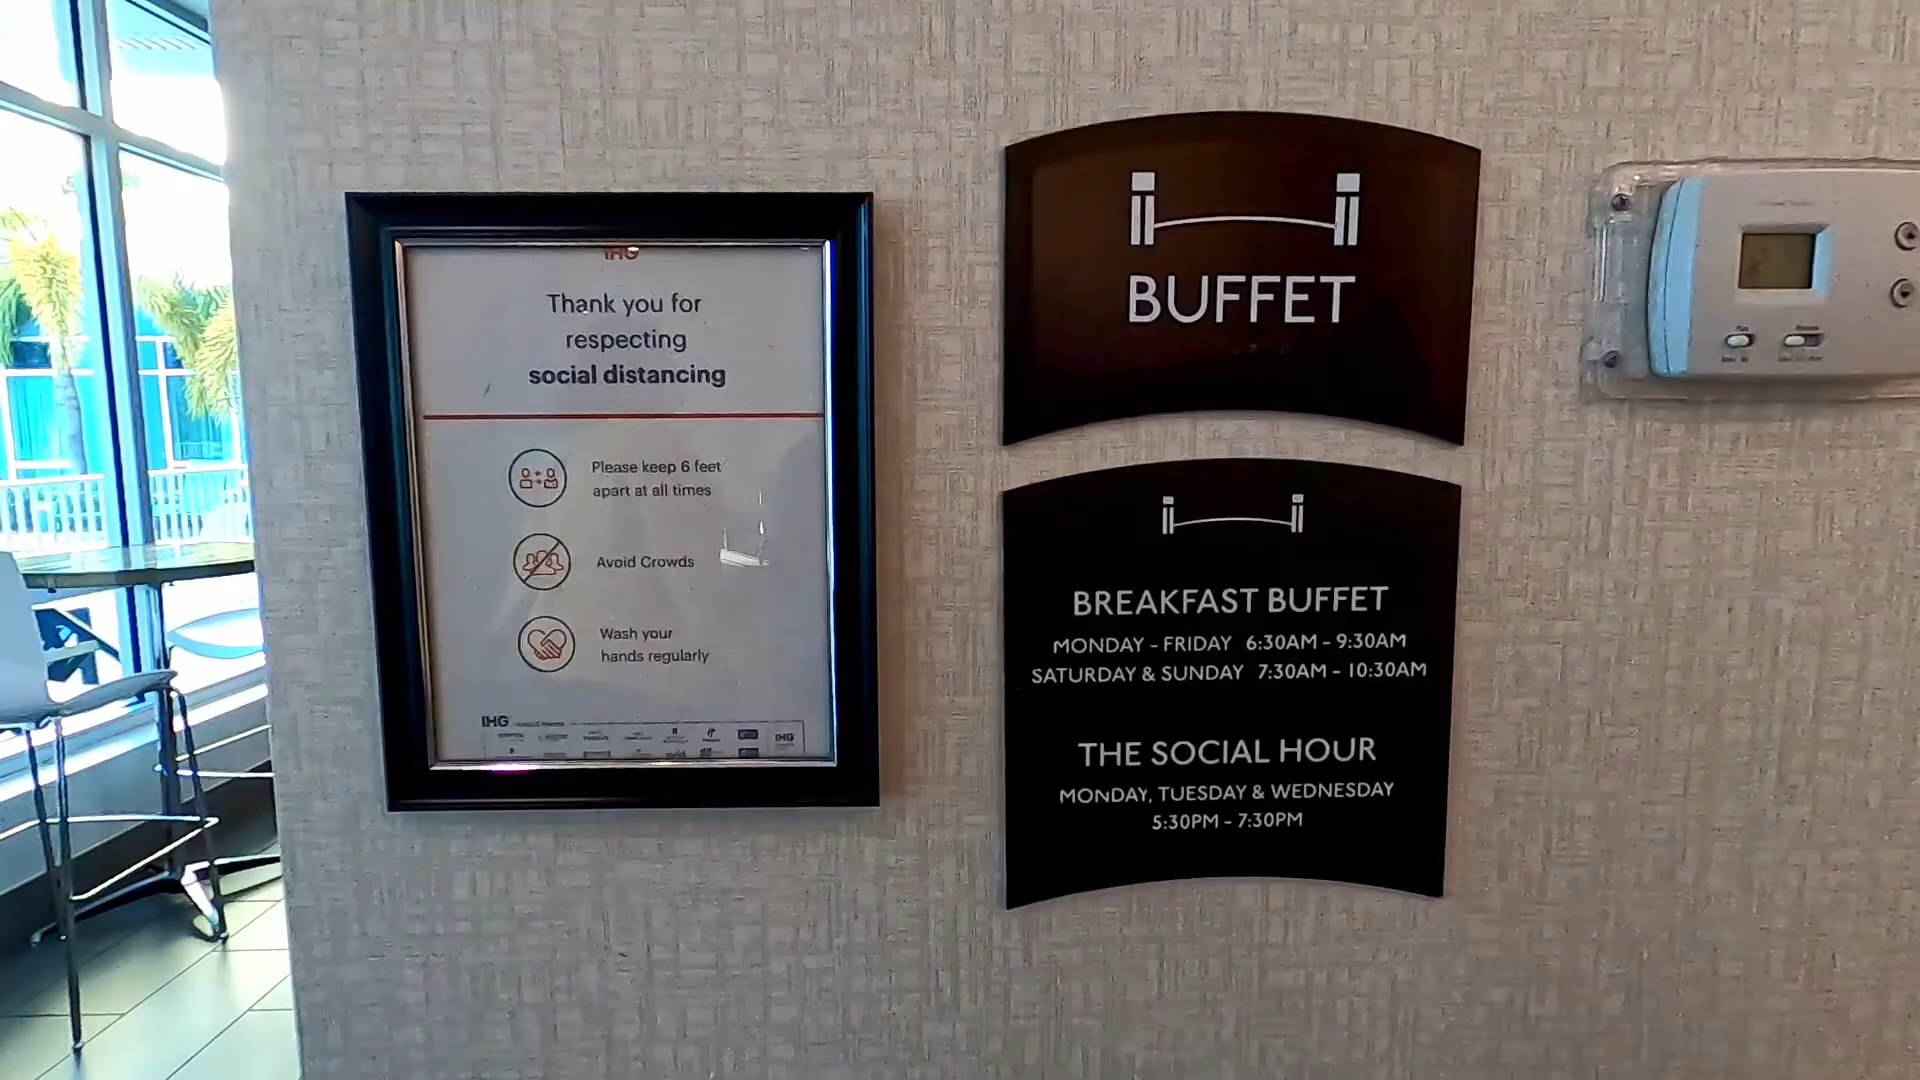 IHG
Thank you for
respecting
social distancing
Please keep 6 feet
apart at all times
Avoid Crowds
Wash your
hands regularly
IHG
IHG
BUFFET
BREAKFAST BUFFET
MONDAY - FRIDAY 6:30AM - 9:30AM
SATURDAY & SUNDAY 7:30AM - 10:30AM
THE SOCIAL HOUR
MONDAY, TUESDAY & WEDNESDAY
5:30PM - 7:30PM